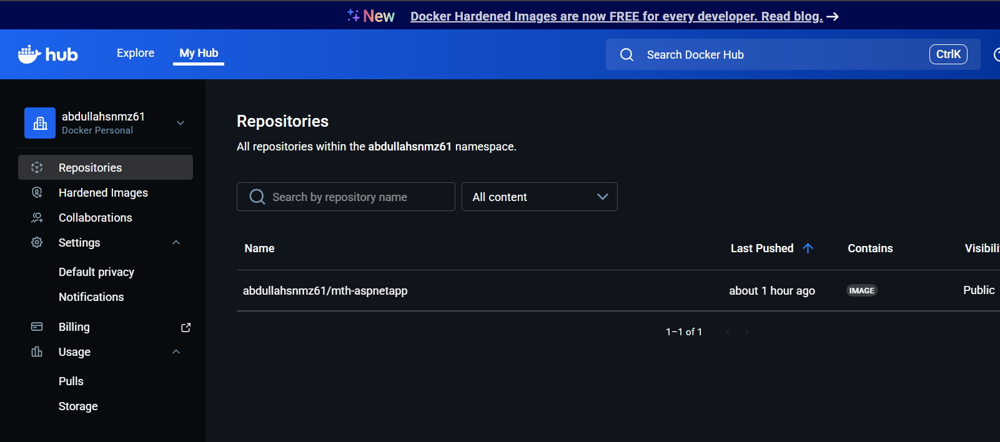 New Docker Hardened Images are now FREE for every developer. Read blog. →
hub
Explore
My Hub
Search Docker Hub
CtrlK
abdullahsnmz61
Docker Personal
Repositories
Hardened Images
Collaborations
Settings
Default privacy
Notifications
Billing
Usage
Pulls
Storage
Repositories
All repositories within the abdullahsnmz61 namespace.
Search by repository name
All content
Name Last Pushed Contains Visibili
abdullahsnmz61/mth-aspnetapp about 1 hour ago IMAGE Public
1–1 of 1